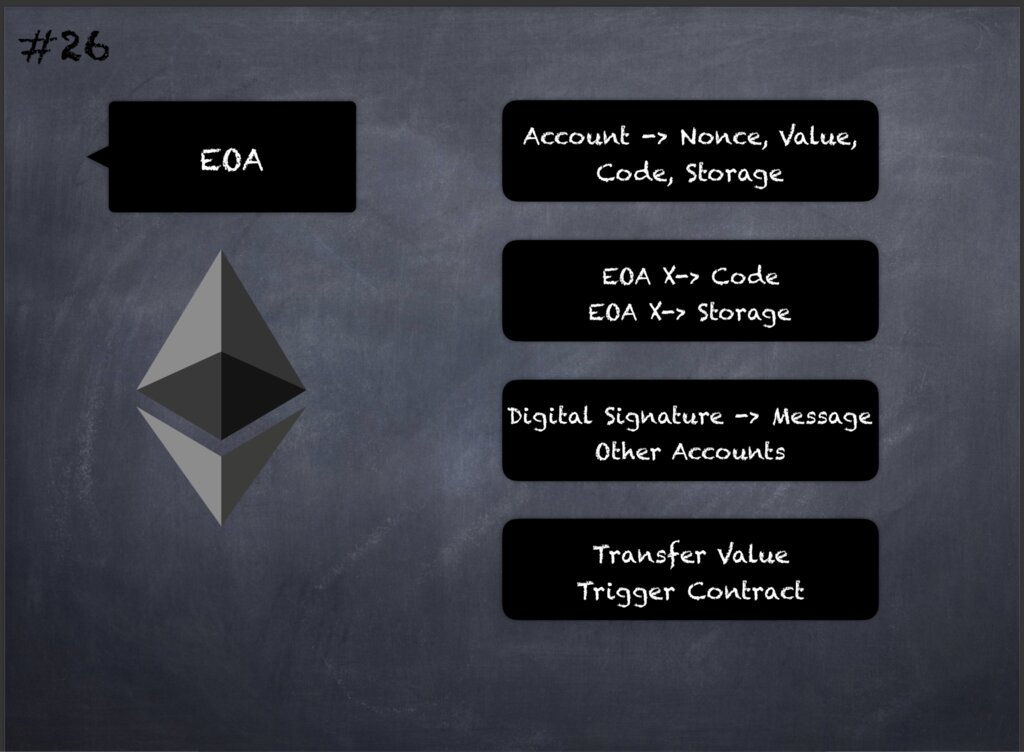 #26
EOA
Account -> Nonce, Value,
Code, Storage
EOA X-> Code
EOA X-> Storage
Digital Signature -> Message
Other Accounts
Transfer Value
Trigger Contract